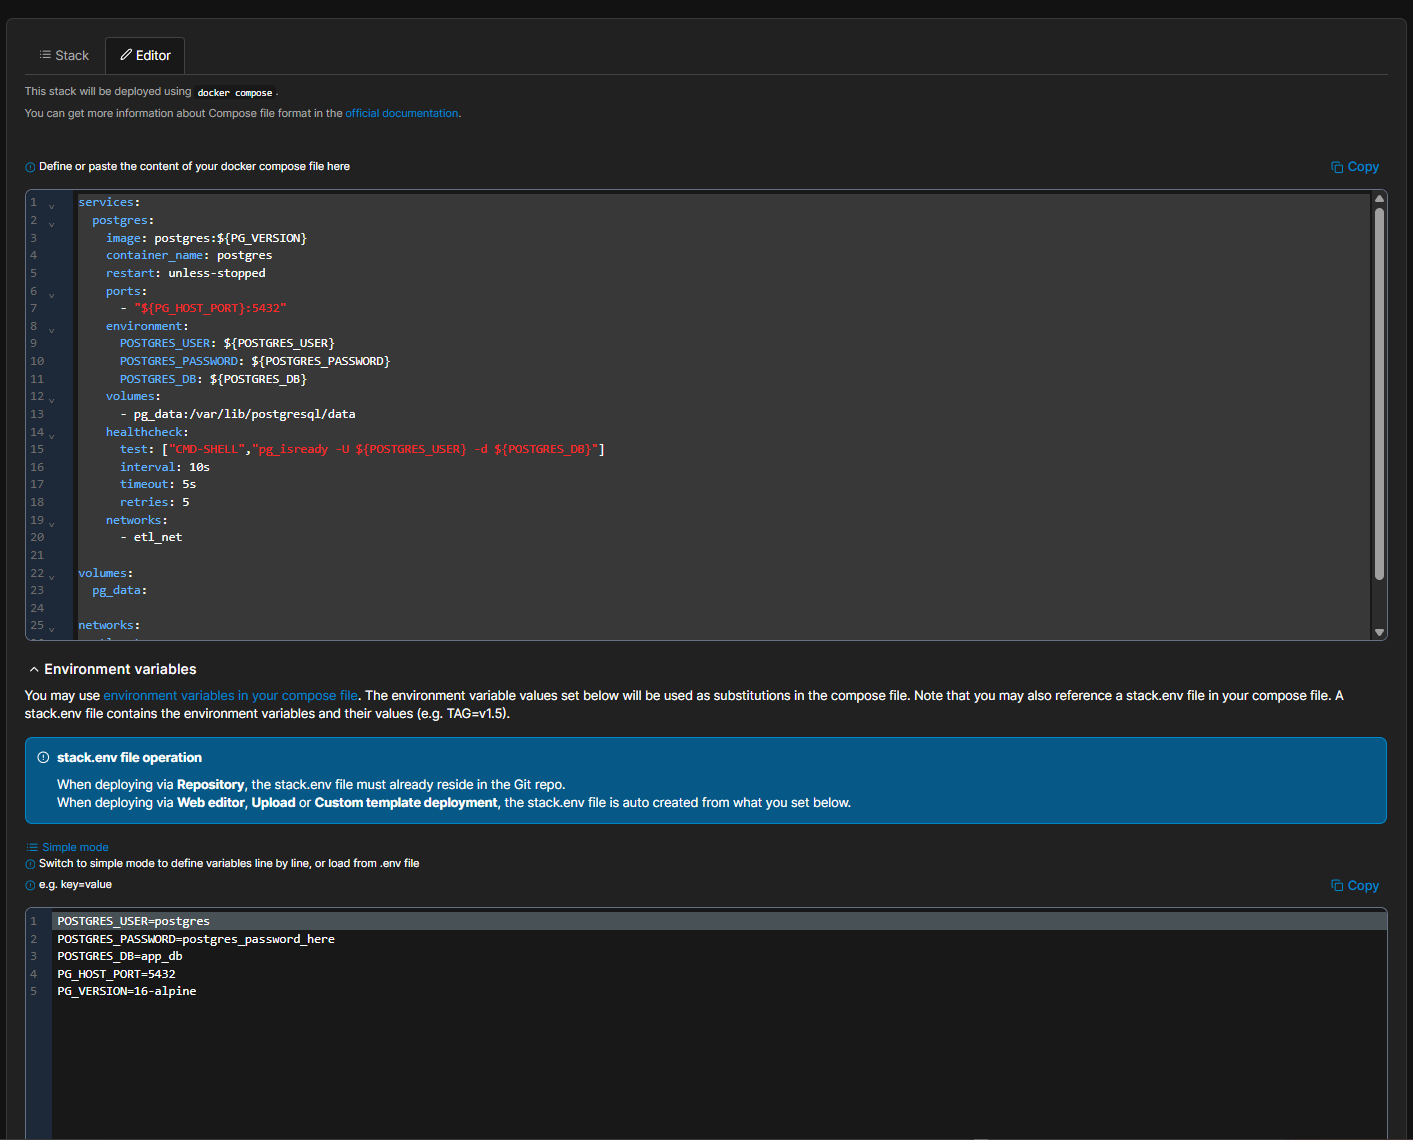 Stack
Editor
This stack will be deployed using docker compose.
You can get more information about Compose file format in the official documentation.
Define or paste the content of your docker compose file here
Copy
1 services:
2   postgres:
3     image: postgres:${PG_VERSION}
4     container_name: postgres
5     restart: unless-stopped
6     ports:
7       - "${PG_HOST_PORT}:5432"
8     environment:
9       POSTGRES_USER: ${POSTGRES_USER}
10       POSTGRES_PASSWORD: ${POSTGRES_PASSWORD}
11       POSTGRES_DB: ${POSTGRES_DB}
12     volumes:
13       - pg_data:/var/lib/postgresql/data
14     healthcheck:
15       test: ["CMD-SHELL","pg_isready -U ${POSTGRES_USER} -d ${POSTGRES_DB}"]
16       interval: 10s
17       timeout: 5s
18       retries: 5
19     networks:
20       - etl_net
21
22 volumes:
23   pg_data:
24
25 networks:
Environment variables
You may use environment variables in your compose file. The environment variable values set below will be used as substitutions in the compose file. Note that you may also reference a stack.env file in your compose file. A
stack.env file contains the environment variables and their values (e.g. TAG=v1.5).
stack.env file operation
When deploying via Repository, the stack.env file must already reside in the Git repo.
When deploying via Web editor, Upload or Custom template deployment, the stack.env file is auto created from what you set below.
Simple mode
Switch to simple mode to define variables line by line, or load from .env file
e.g. key=value
Copy
1 POSTGRES_USER=postgres
2 POSTGRES_PASSWORD=postgres_password_here
3 POSTGRES_DB=app_db
4 PG_HOST_PORT=5432
5 PG_VERSION=16-alpine